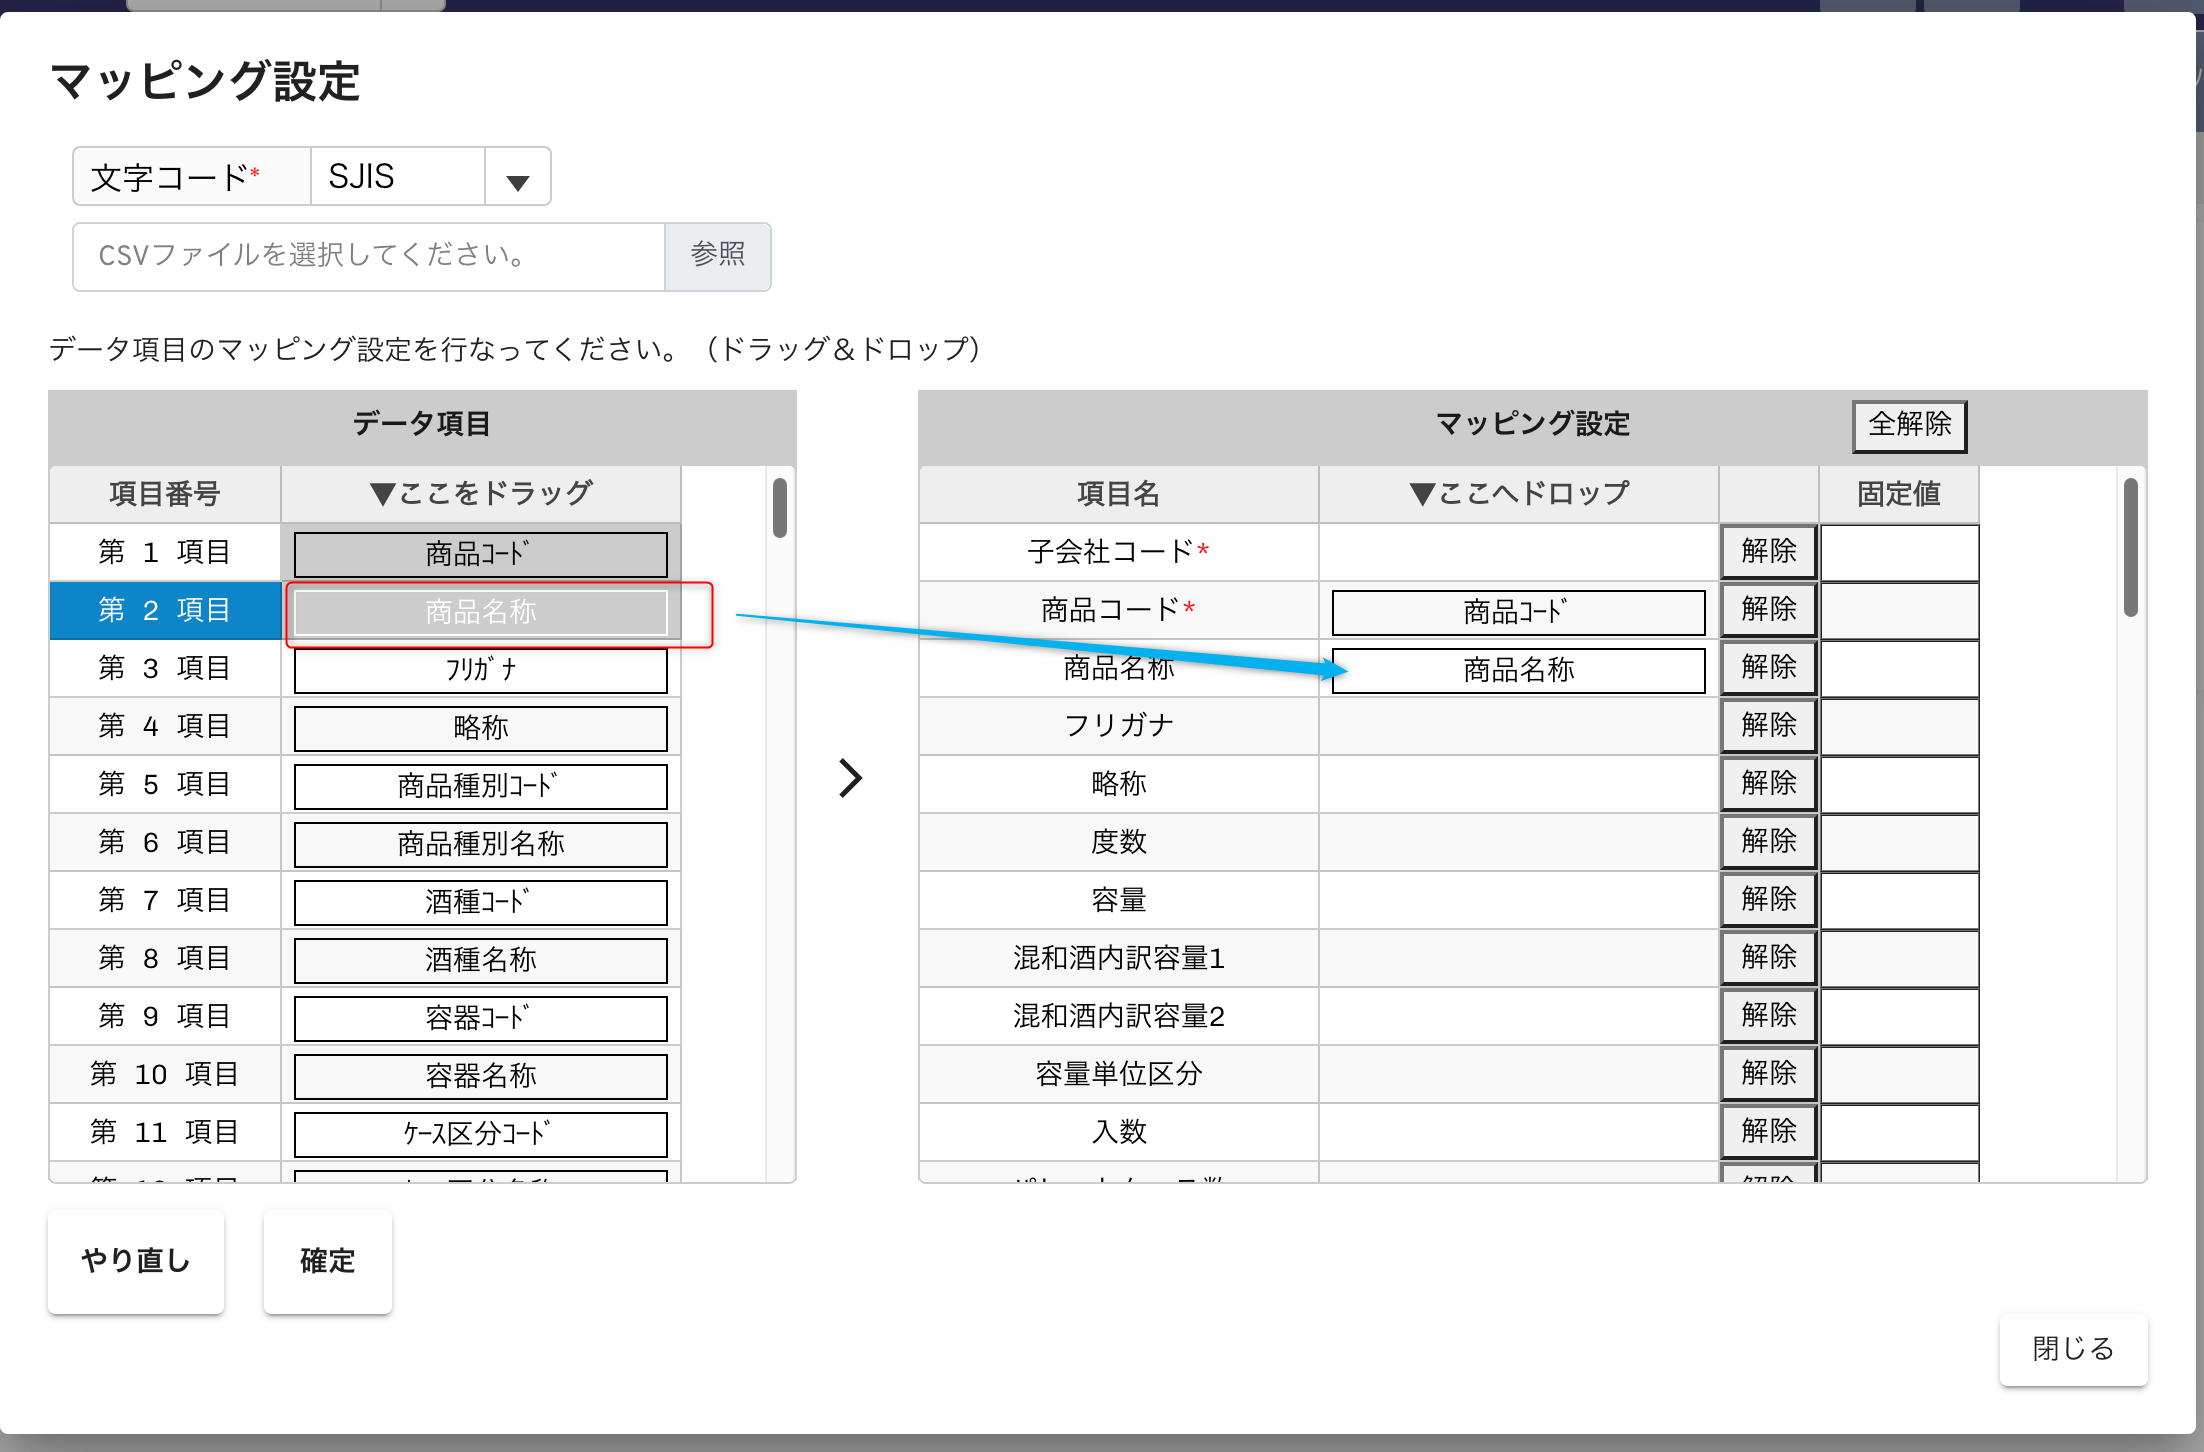 マッピング設定
文字コード* SJIS ▼
CSVファイルを選択してください。 参照
データ項目のマッピング設定を行なってください。（ドラッグ＆ドロップ）
データ項目
項目番号 ▼ここをドラッグ
第 1 項目 商品ｺｰﾄﾞ
第 2 項目 商品名称
第 3 項目 ﾌﾘｶﾞﾅ
第 4 項目 略称
第 5 項目 商品種別ｺｰﾄﾞ
第 6 項目 商品種別名称
第 7 項目 酒種ｺｰﾄﾞ
第 8 項目 酒種名称
第 9 項目 容器ｺｰﾄﾞ
第 10 項目 容器名称
第 11 項目 ｹｰｽ区分ｺｰﾄﾞ
マッピング設定 全解除
項目名 ▼ここへドロップ 固定値
子会社コード* 解除
商品コード* 商品ｺｰﾄﾞ 解除
商品名称 商品名称 解除
フリガナ 解除
略称 解除
度数 解除
容量 解除
混和酒内訳容量1 解除
混和酒内訳容量2 解除
容量単位区分 解除
入数 解除
やり直し 確定
閉じる